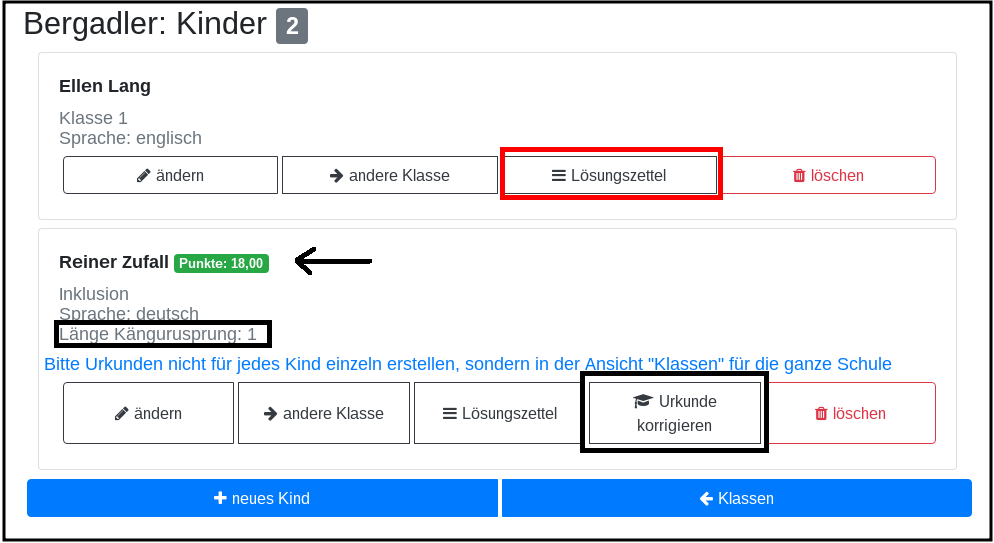 Bergadler: Kinder 2
Ellen Lang
Klasse 1
Sprache: englisch
ändern andere Klasse Lösungszettel löschen
Reiner Zufall Punkte: 18,00
Inklusion
Sprache: deutsch
Länge Kängurusprung: 1
Bitte Urkunden nicht für jedes Kind einzeln erstellen, sondern in der Ansicht "Klassen" für die ganze Schule
ändern andere Klasse Lösungszettel Urkunde korrigieren löschen
neues Kind Klassen